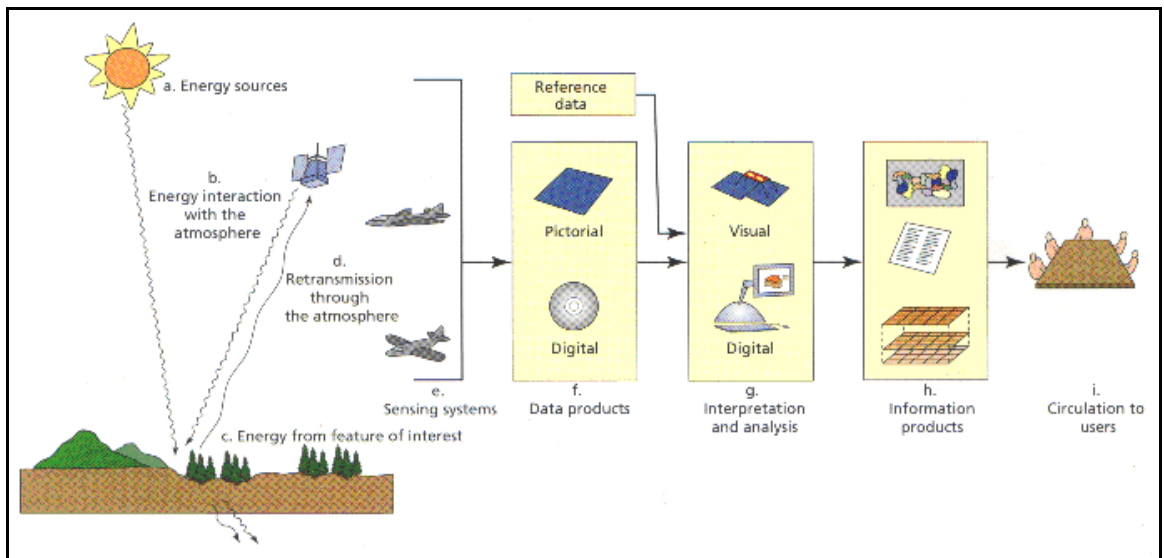 a. Energy sources
b.
Energy interaction
with the
atmosphere
d.
Retransmission
through
the atmosphere
c. Energy from feature of interest
e.
Sensing systems
Reference
data
Pictorial
Digital
f.
Data products
Visual
Digital
g.
Interpretation
and analysis
h.
Information
products
i.
Circulation to
users